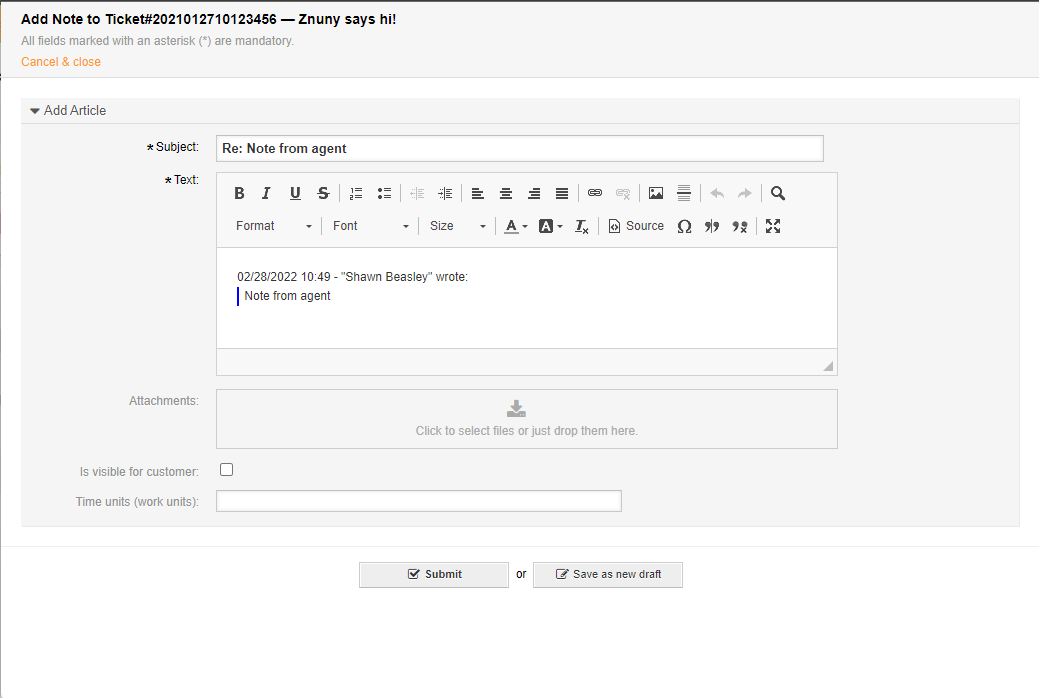 Add Note to Ticket#2021012710123456 — Znuny says hi!
All fields marked with an asterisk (*) are mandatory.
Cancel & close
Add Article
* Subject: Re: Note from agent
* Text:
B I U S
Format Font Size A A Tx Source Ω
02/28/2022 10:49 - "Shawn Beasley" wrote:
Note from agent
Attachments:
Click to select files or just drop them here.
Is visible for customer:
Time units (work units):
Submit or Save as new draft